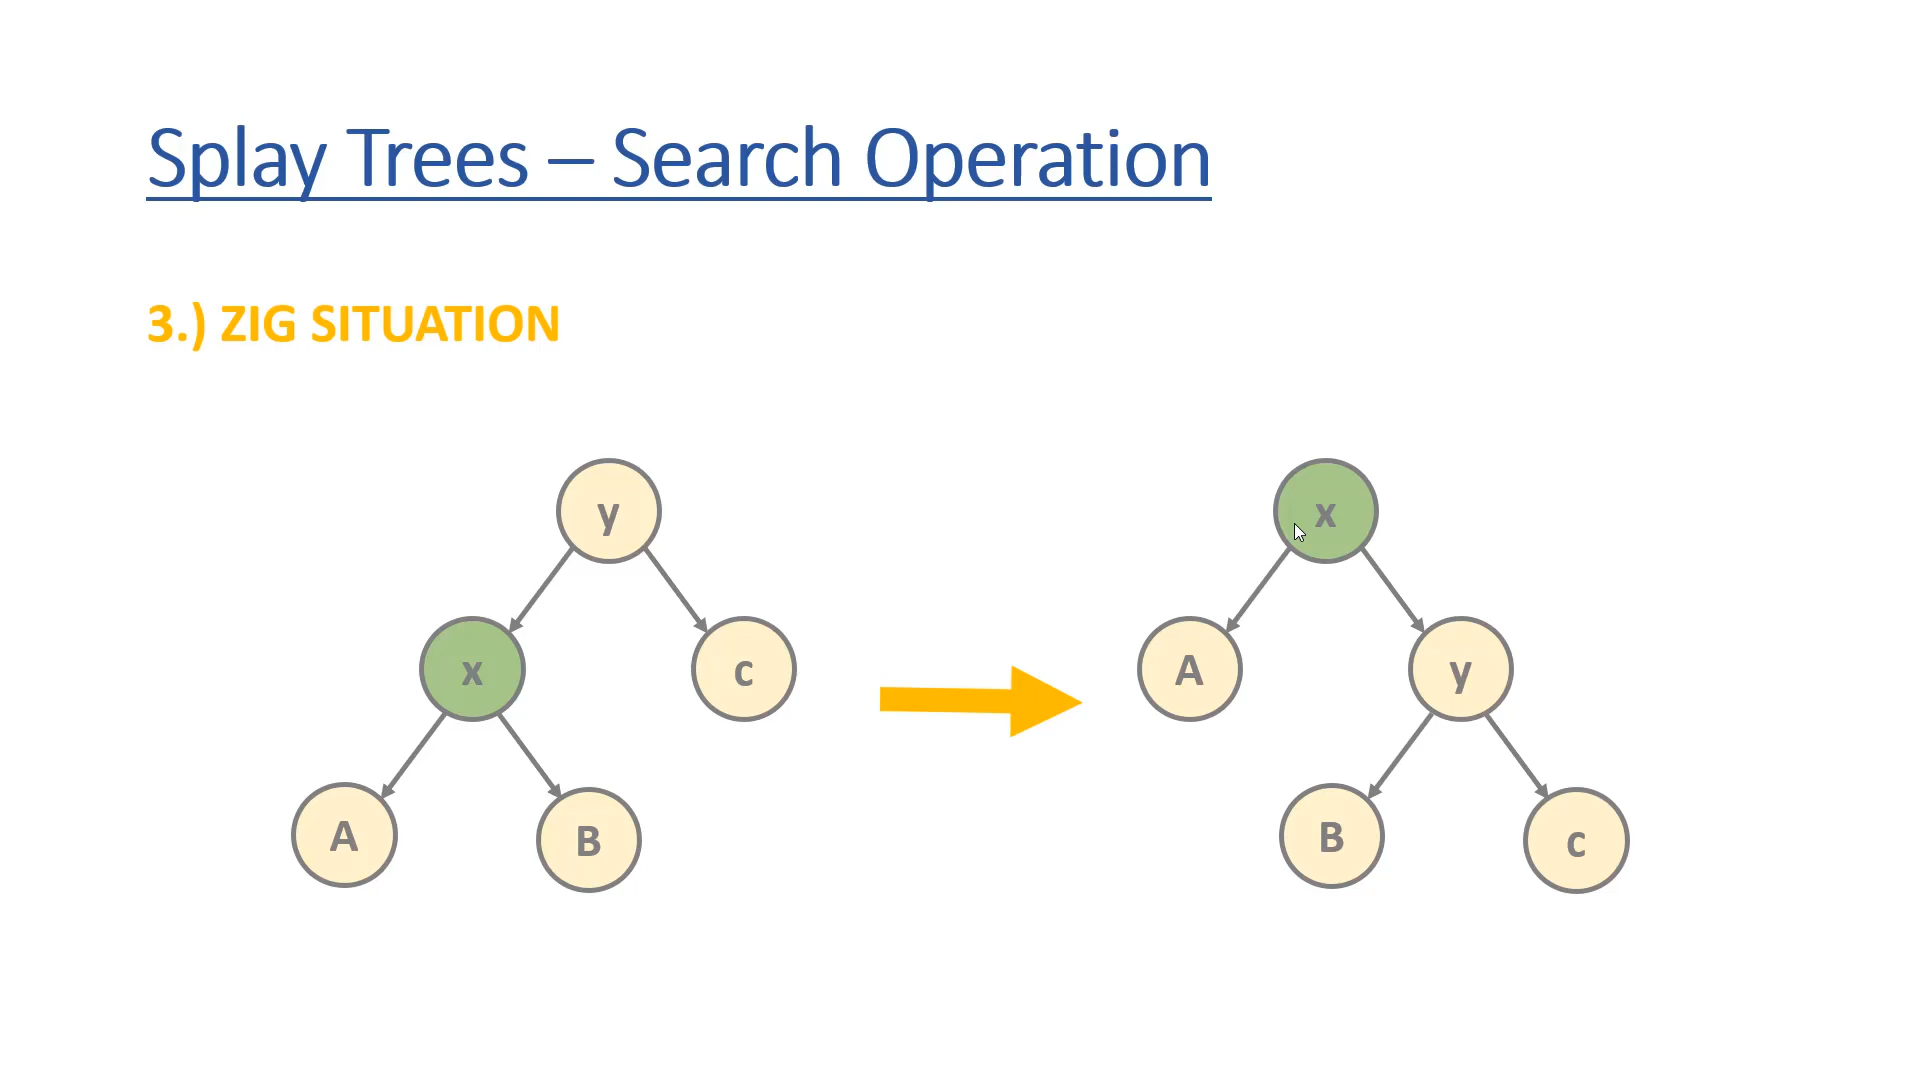 Splay Trees – Search Operation
3.) ZIG SITUATION
y
x
x
c
A
y
A
B
B
c